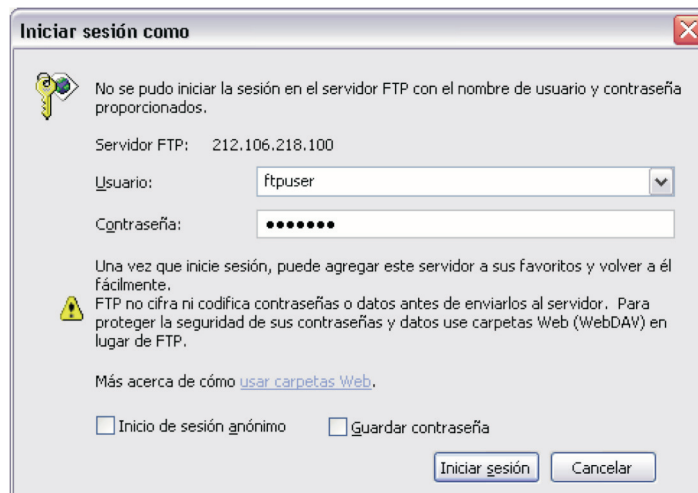 Iniciar sesión como
No se pudo iniciar la sesión en el servidor FTP con el nombre de usuario y contraseña
proporcionados.
Servidor FTP: 212.106.218.100
Usuario: ftpuser
Contraseña: •••••••
Una vez que inicie sesión, puede agregar este servidor a sus favoritos y volver a él
fácilmente.
FTP no cifra ni codifica contraseñas o datos antes de enviarlos al servidor. Para
proteger la seguridad de sus contraseñas y datos use carpetas Web (WebDAV) en
lugar de FTP.
Más acerca de cómo usar carpetas Web.
Inicio de sesión anónimo Guardar contraseña
Iniciar sesión Cancelar